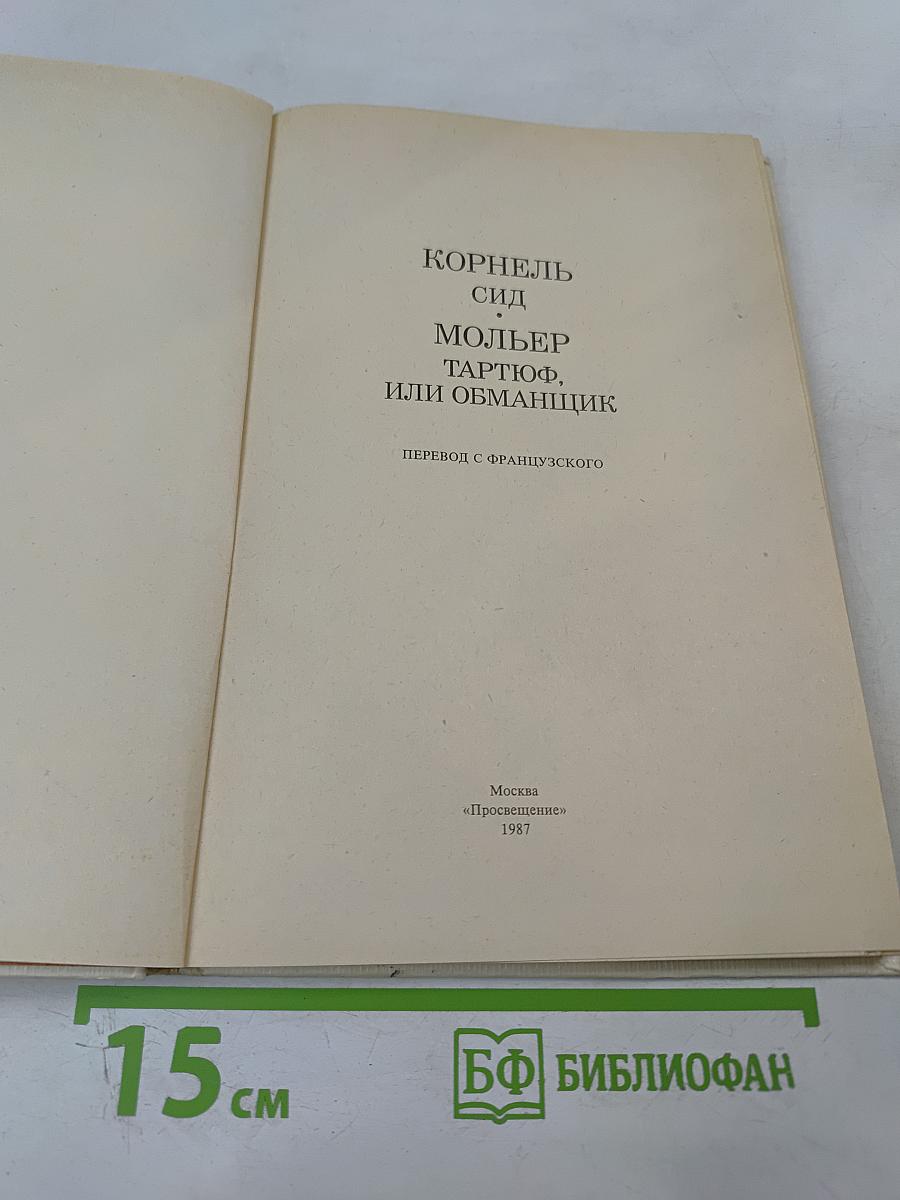 КОРНЕЛЬ
СИД
•
МОЛЬЕР
ТАРТЮФ,
ИЛИ ОБМАНЩИК
ПЕРЕВОД С ФРАНЦУЗСКОГО
Москва
«Просвещение»
1987
15 см
БФ БИБЛИОФАН